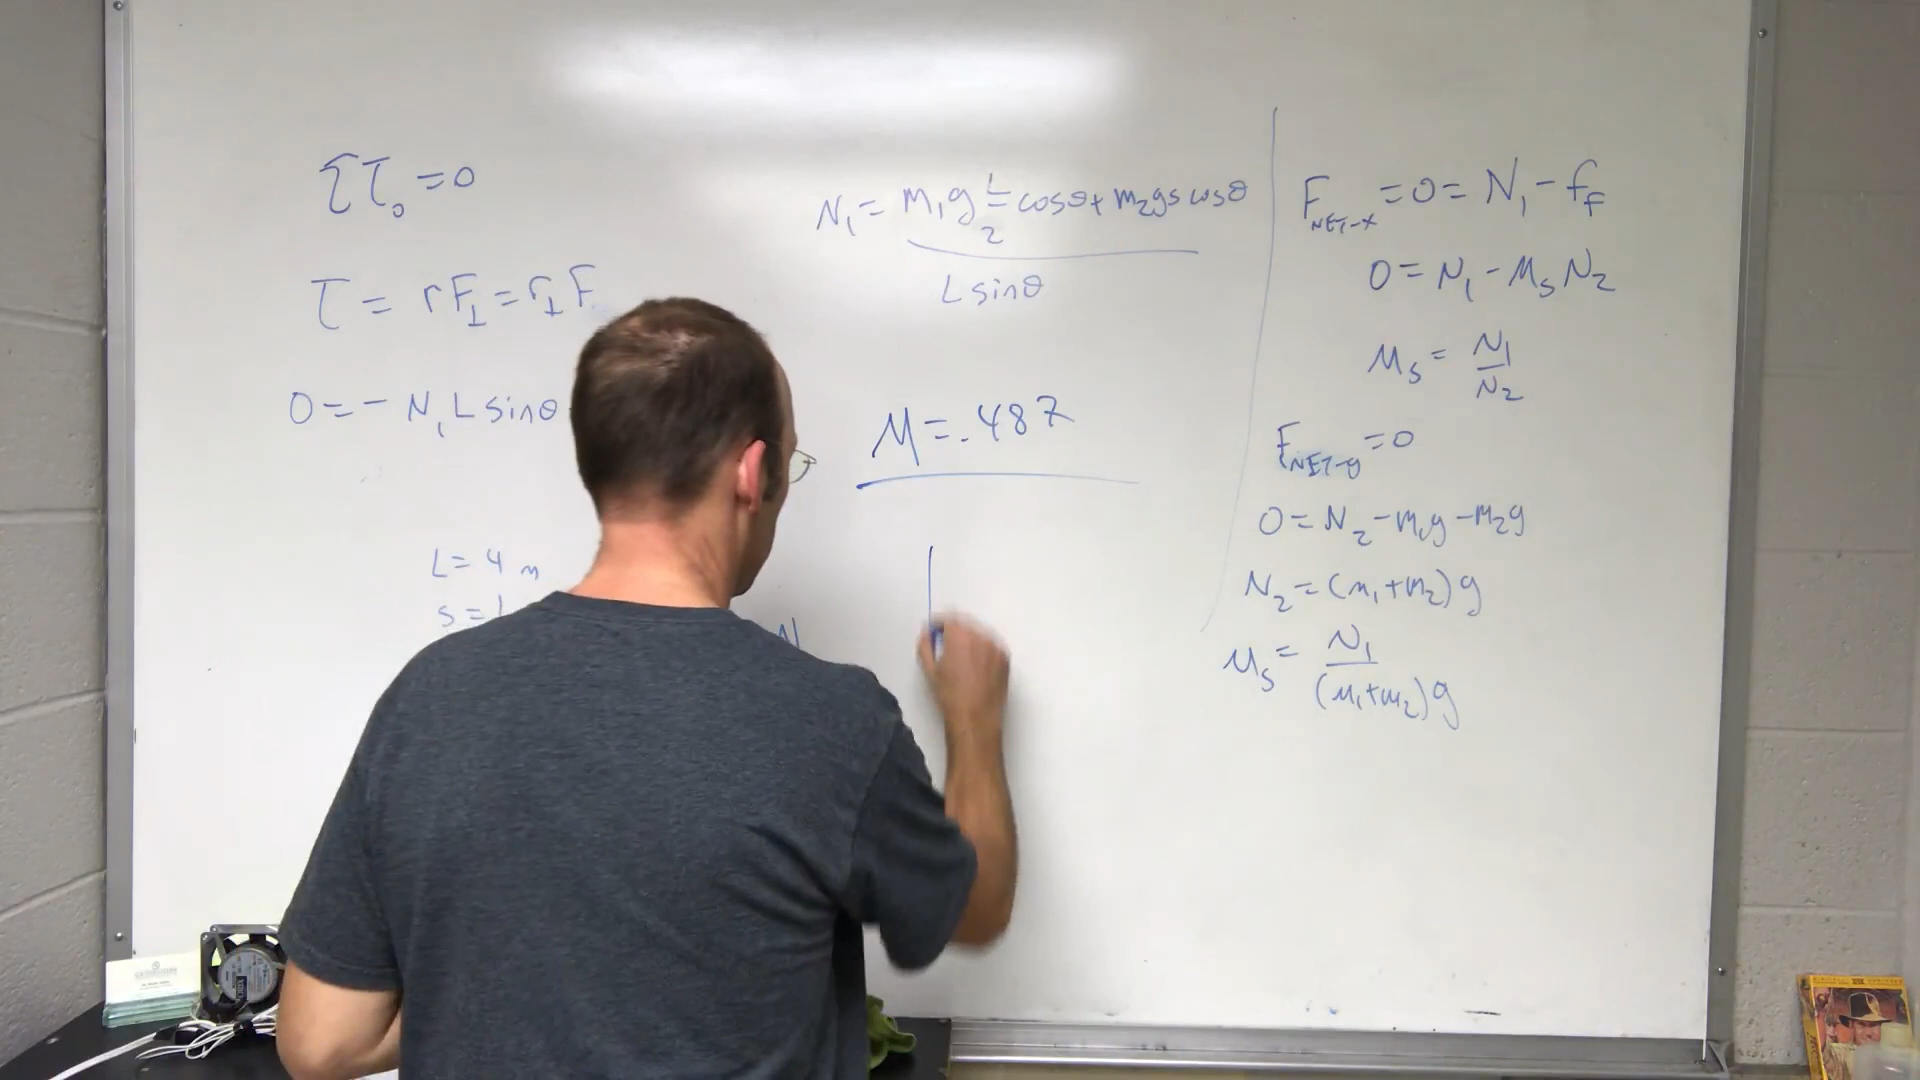 Στ₀ = 0
τ = rF⊥ = r⊥F
0 = - N₁ L sinθ
L = 4 m
s =
N
N₁ = m₁g L/2 cosθ + m₂gs cosθ
L sinθ
μ = .487
F_NET-x = 0 = N₁ - f_F
0 = N₁ - μ_s N₂
μ_s = N₁/N₂
F_NET-y = 0
0 = N₂ - m₁g - m₂g
N₂ = (m₁+m₂)g
μ_s = N₁/(m₁+m₂)g